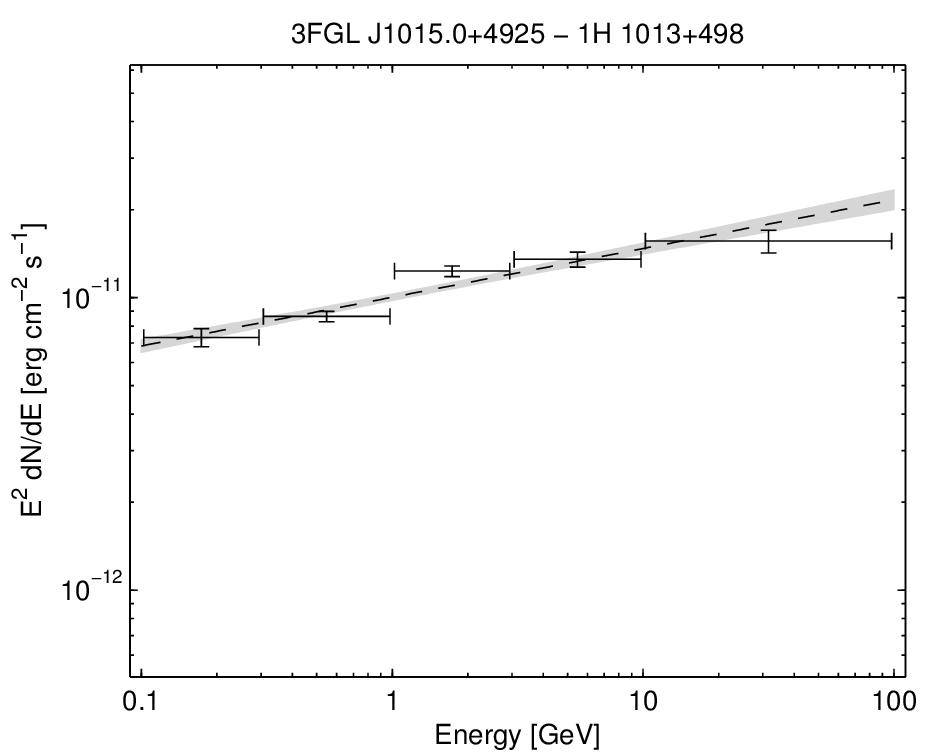 3FGL J1015.0+4925 − 1H 1013+498
E² dN/dE [erg cm⁻² s⁻¹]
10⁻¹¹
10⁻¹²
0.1 1 10 100
Energy [GeV]